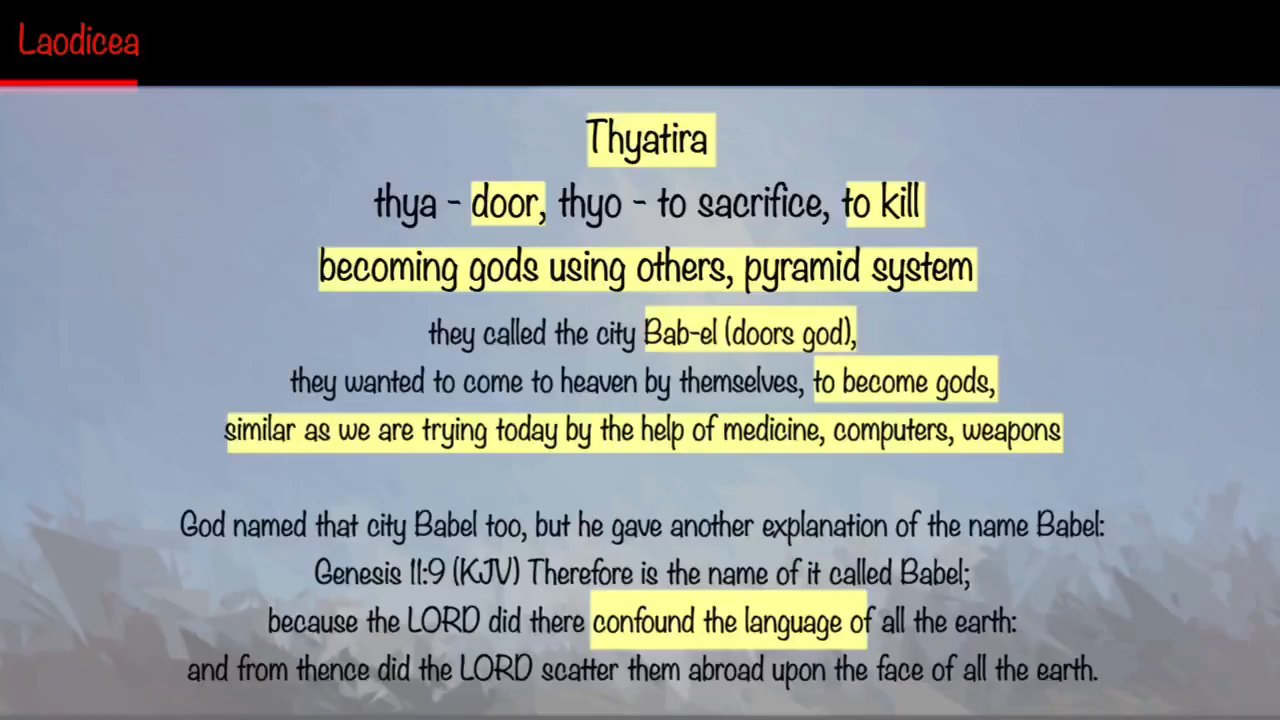 Laodicea
Thyatira
thya - door, thyo - to sacrifice, to kill
becoming gods using others, pyramid system
they called the city Bab-el (doors god),
they wanted to come to heaven by themselves, to become gods,
similar as we are trying today by the help of medicine, computers, weapons
God named that city Babel too, but he gave another explanation of the name Babel:
Genesis 11:9 (KJV) Therefore is the name of it called Babel;
because the LORD did there confound the language of all the earth:
and from thence did the LORD scatter them abroad upon the face of all the earth.